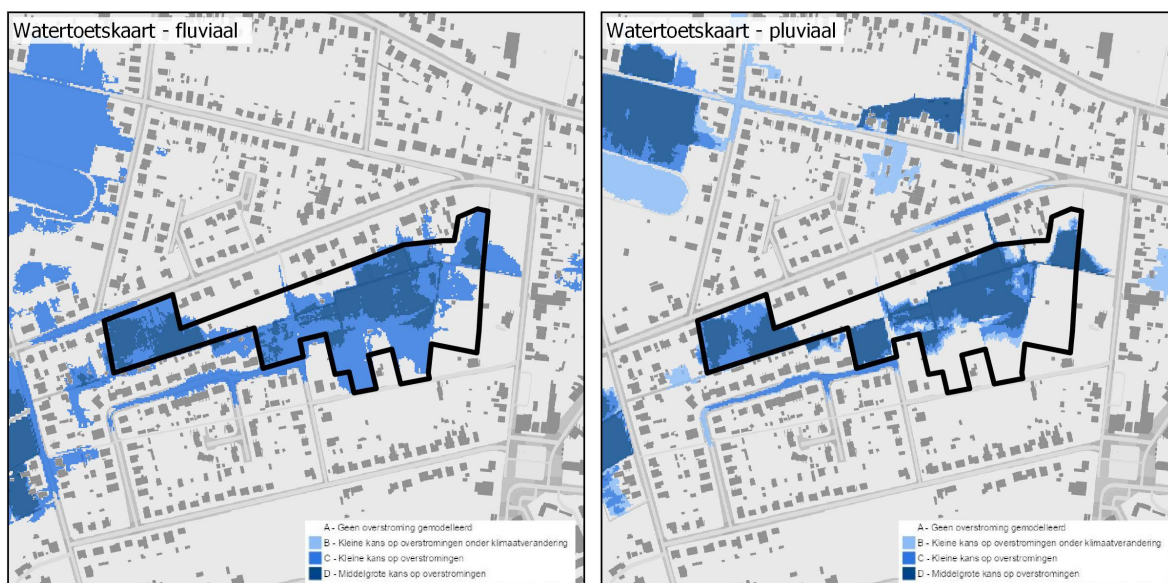 Watertoetskaart - fluviaal
A - Geen overstroming gemodelleerd
B - Kleine kans op overstromingen onder klimaatverandering
C - Kleine kans op overstromingen
D - Middelgrote kans op overstromingen
Watertoetskaart - pluviaal
A - Geen overstroming gemodelleerd
B - Kleine kans op overstromingen onder klimaatverandering
C - Kleine kans op overstromingen
D - Middelgrote kans op overstromingen